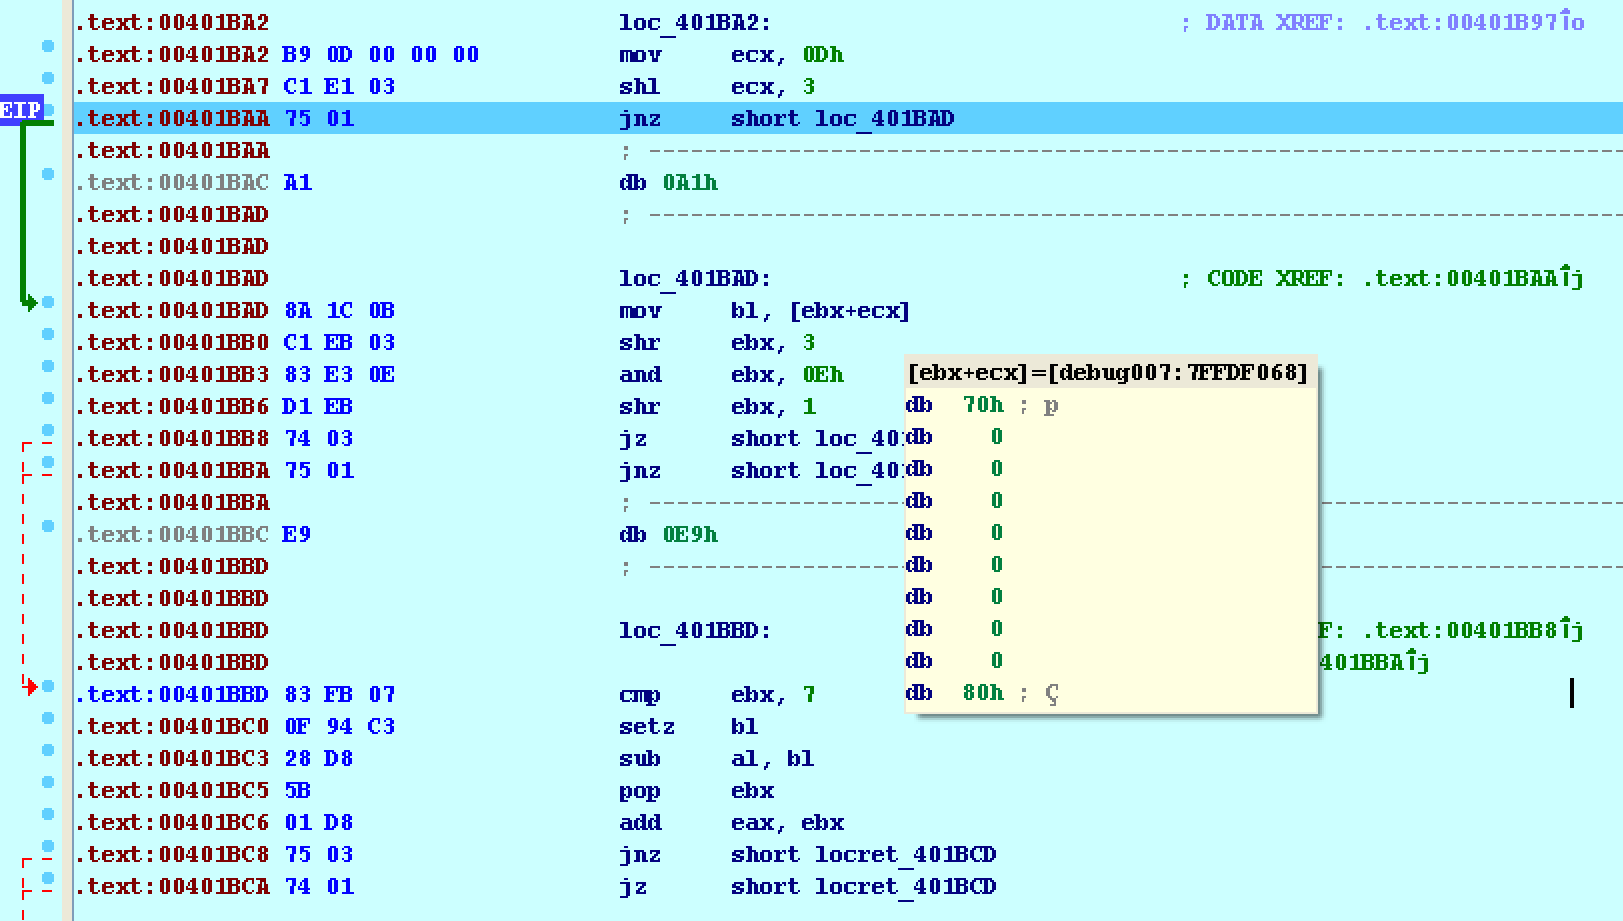 .text:00401BA2 loc_401BA2: ; DATA XREF: .text:00401B97↑o
.text:00401BA2 B9 0D 00 00 00 mov ecx, 0Dh
.text:00401BA7 C1 E1 03 shl ecx, 3
EIP .text:00401BAA 75 01 jnz short loc_401BAD
.text:00401BAA ; ---------------------------------------------------------------------------
.text:00401BAC A1 db 0A1h
.text:00401BAD ; ---------------------------------------------------------------------------
.text:00401BAD
.text:00401BAD loc_401BAD: ; CODE XREF: .text:00401BAA↑j
.text:00401BAD 8A 1C 0B mov bl, [ebx+ecx]
.text:00401BB0 C1 EB 03 shr ebx, 3
.text:00401BB3 83 E3 0E and ebx, 0Eh
.text:00401BB6 D1 EB shr ebx, 1
.text:00401BB8 74 03 jz short loc_40
.text:00401BBA 75 01 jnz short loc_40
.text:00401BBA ; ---------------------------------------------------------------------------
.text:00401BBC E9 db 0E9h
.text:00401BBD ; ---------------------------------------------------------------------------
.text:00401BBD
.text:00401BBD loc_401BBD: F: .text:00401BB8↑j
.text:00401BBD 401BBA↑j
.text:00401BBD 83 FB 07 cmp ebx, 7
.text:00401BC0 0F 94 C3 setz bl
.text:00401BC3 28 D8 sub al, bl
.text:00401BC5 5B pop ebx
.text:00401BC6 01 D8 add eax, ebx
.text:00401BC8 75 03 jnz short locret_401BCD
.text:00401BCA 74 01 jz short locret_401BCD
[ebx+ecx]=[debug007:7FFDF068]
db 70h ; p
db 0
db 0
db 0
db 0
db 0
db 0
db 0
db 0
db 80h ; Ç